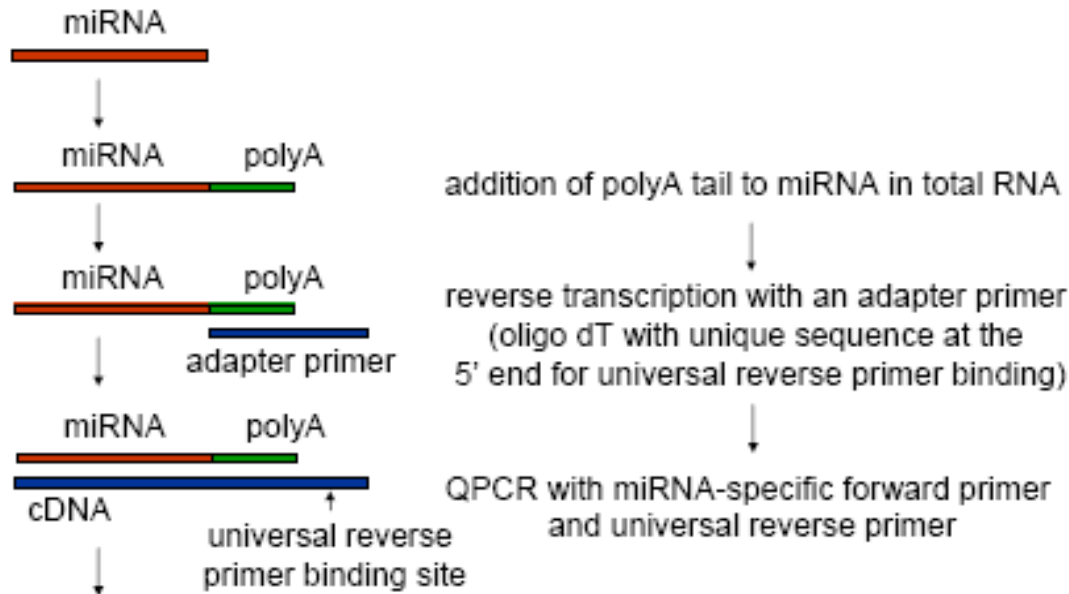 miRNA
miRNA polyA
miRNA polyA
adapter primer
miRNA polyA
cDNA
universal reverse
primer binding site
addition of polyA tail to miRNA in total RNA
reverse transcription with an adapter primer
(oligo dT with unique sequence at the
5' end for universal reverse primer binding)
QPCR with miRNA-specific forward primer
and universal reverse primer